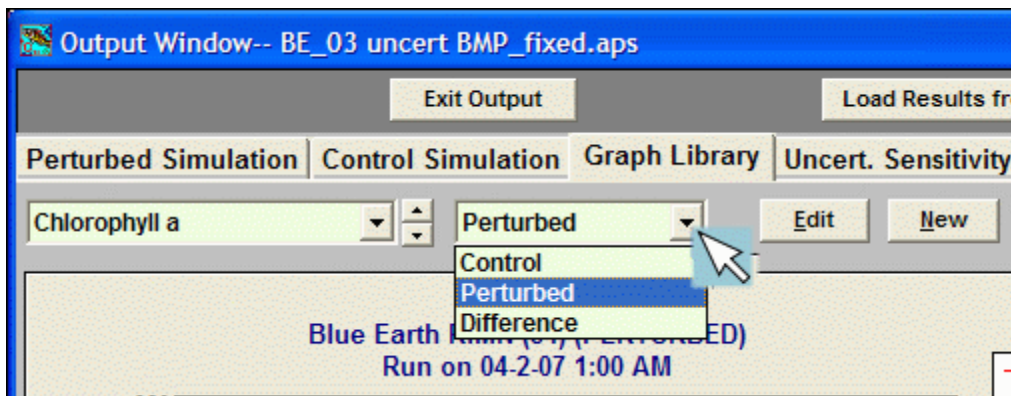 Output Window-- BE_03 uncert BMP_fixed.aps
Exit Output
Load Results fr
Perturbed Simulation Control Simulation Graph Library Uncert. Sensitivity
Chlorophyll a Perturbed Edit New
Control
Perturbed
Difference
Blue Earth
Run on 04-2-07 1:00 AM